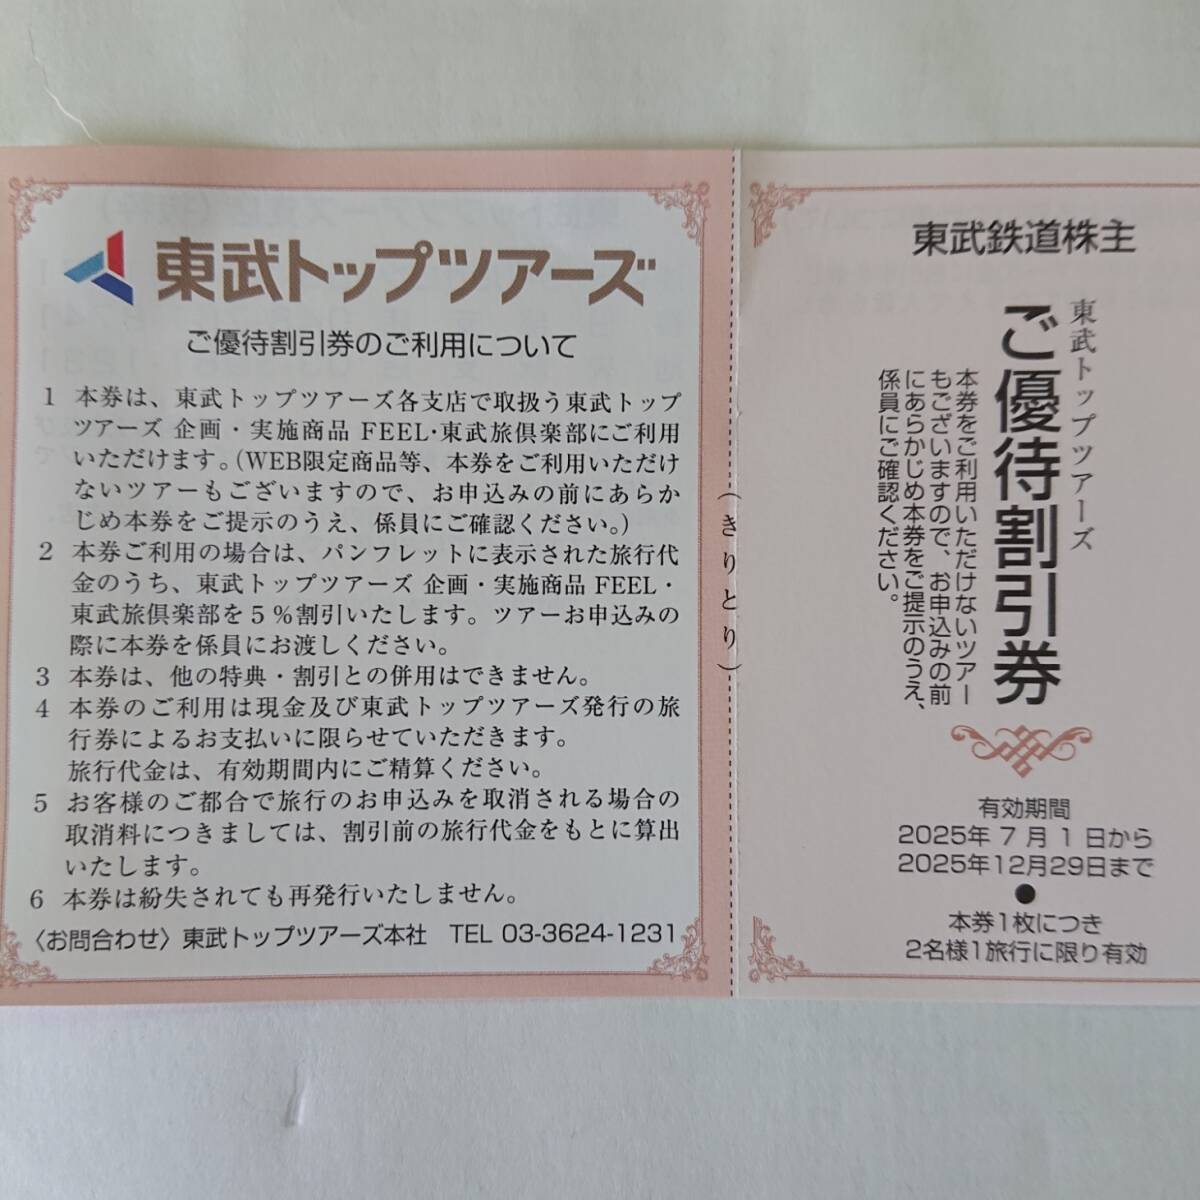 東武トップツアーズ
ご優待割引券のご利用について
1 本券は、東武トップツアーズ各支店で取扱う東武トップ
ツアーズ 企画・実施商品 FEEL・東武旅倶楽部にご利用
いただけます。(WEB限定商品等、本券をご利用いただけ
ないツアーもございますので、お申込みの前にあらか
じめ本券をご提示のうえ、係員にご確認ください。)
2 本券ご利用の場合は、パンフレットに表示された旅行代
金のうち、東武トップツアーズ 企画・実施商品 FEEL・
東武旅倶楽部を5%割引いたします。ツアーお申込みの
際に本券を係員にお渡しください。
3 本券は、他の特典・割引との併用はできません。
4 本券のご利用は現金及び東武トップツアーズ発行の旅
行券によるお支払いに限らせていただきます。
旅行代金は、有効期間内にご精算ください。
5 お客様のご都合で旅行のお申込みを取消される場合の
取消料につきましては、割引前の旅行代金をもとに算出
いたします。
6 本券は紛失されても再発行いたしません。
〈お問合わせ〉東武トップツアーズ本社 TEL 03-3624-1231
(きりとり)
東武鉄道株主
東武トップツアーズ
ご優待割引券
本券をご利用いただけないツアー
もございますので、お申込みの前
にあらかじめ本券をご提示のうえ、
係員にご確認ください。
有効期間
2025年7月1日から
2025年12月29日まで
●
本券1枚につき
2名様1旅行に限り有効